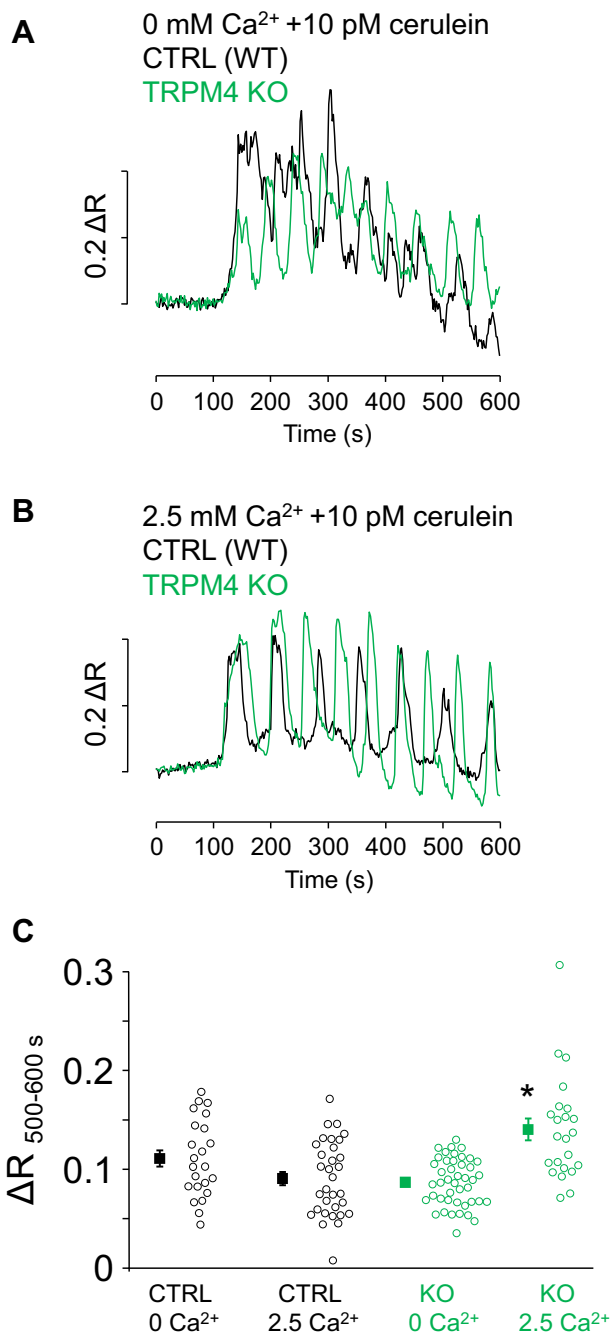 A
0 mM Ca²⁺ +10 pM cerulein
CTRL (WT)
TRPM4 KO
0.2 ΔR
0 100 200 300 400 500 600
Time (s)
B
2.5 mM Ca²⁺ +10 pM cerulein
CTRL (WT)
TRPM4 KO
0.2 ΔR
0 100 200 300 400 500 600
Time (s)
C
0.3
0.2
0.1
0
ΔR 500-600 s
*
CTRL CTRL KO KO
0 Ca²⁺ 2.5 Ca²⁺ 0 Ca²⁺ 2.5 Ca²⁺